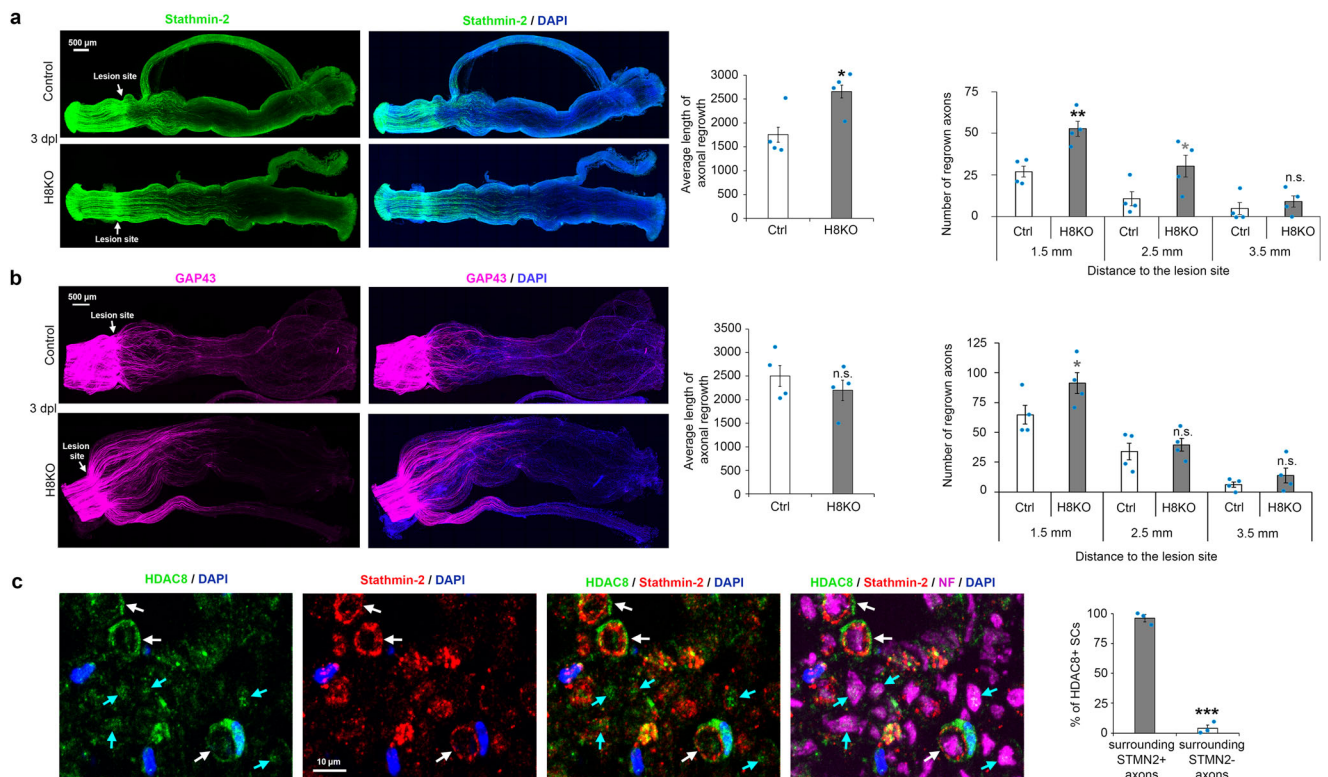 a
Stathmin-2
Stathmin-2 / DAPI
500 µm
Lesion site
Control
3 dpl
H8KO
Lesion site
Average length of
axonal regrowth
3000
2500
2000
1500
1000
500
0
*
Ctrl
H8KO
Number of regrown axons
75
50
25
0
**
*
n.s.
Ctrl H8KO Ctrl H8KO Ctrl H8KO
1.5 mm 2.5 mm 3.5 mm
Distance to the lesion site
b
GAP43
GAP43 / DAPI
500 µm
Lesion site
Control
3 dpl
Lesion
site
H8KO
Average length of
axonal regrowth
3500
3000
2500
2000
1500
1000
500
0
n.s.
Ctrl
H8KO
Number of regrown axons
125
100
75
50
25
0
*
n.s.
n.s.
Ctrl H8KO Ctrl H8KO Ctrl H8KO
1.5 mm 2.5 mm 3.5 mm
Distance to the lesion site
c
HDAC8 / DAPI
Stathmin-2 / DAPI
HDAC8 / Stathmin-2 / DAPI
HDAC8 / Stathmin-2 / NF / DAPI
10 µm
% of HDAC8+ SCs
100
75
50
25
0
***
surrounding surrounding
STMN2+ STMN2-
axons axons